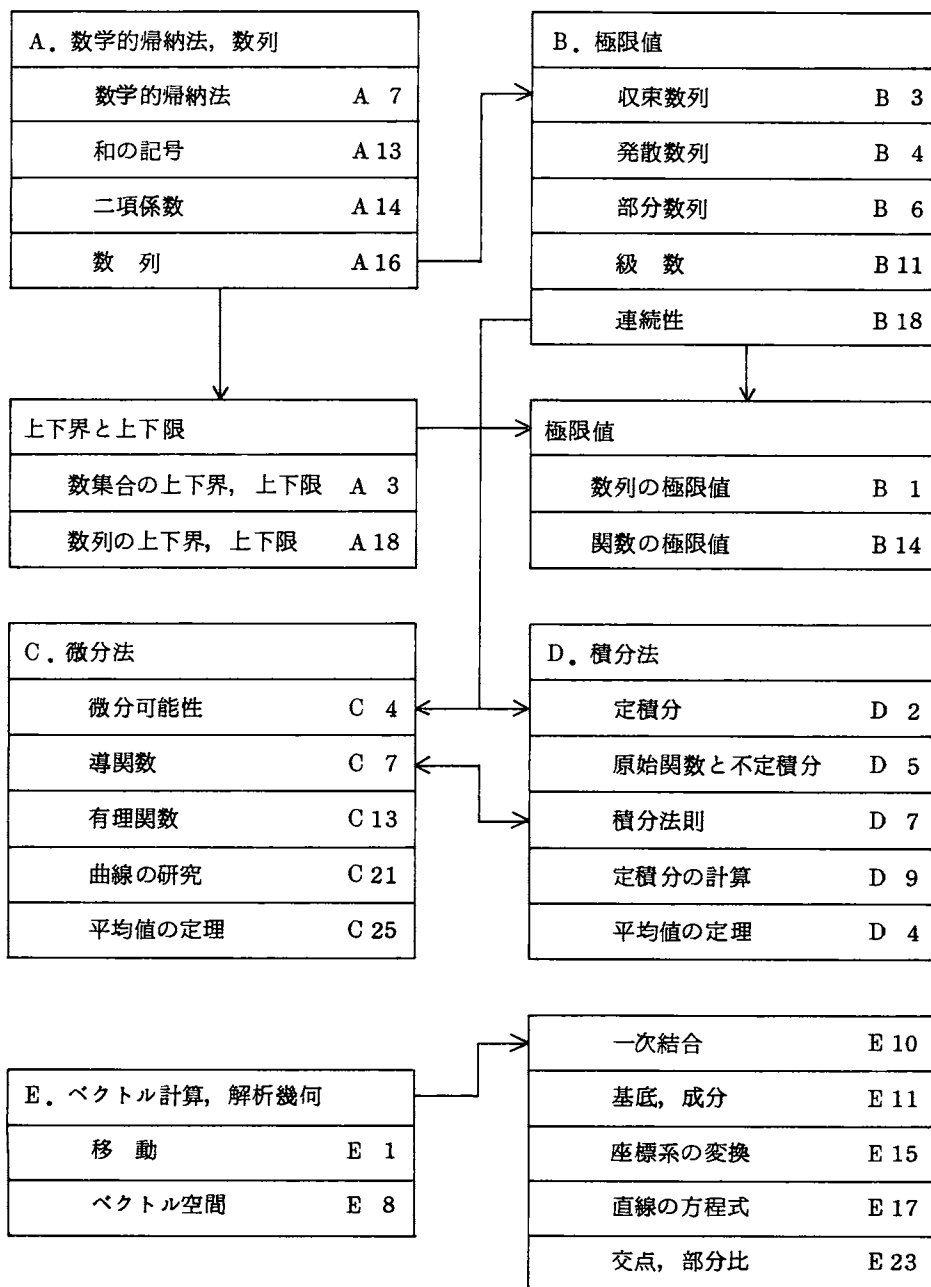 A. 数学的帰納法, 数列
数学的帰納法 A 7
和の記号 A 13
二項係数 A 14
数 列 A 16
B. 極限値
収束数列 B 3
発散数列 B 4
部分数列 B 6
級 数 B 11
連続性 B 18
上下界と上下限
数集合の上下界, 上下限 A 3
数列の上下界, 上下限 A 18
極限値
数列の極限値 B 1
関数の極限値 B 14
C. 微分法
微分可能性 C 4
導関数 C 7
有理関数 C 13
曲線の研究 C 21
平均値の定理 C 25
D. 積分法
定積分 D 2
原始関数と不定積分 D 5
積分法則 D 7
定積分の計算 D 9
平均値の定理 D 4
E. ベクトル計算, 解析幾何
移 動 E 1
ベクトル空間 E 8
一次結合 E 10
基底, 成分 E 11
座標系の変換 E 15
直線の方程式 E 17
交点, 部分比 E 23